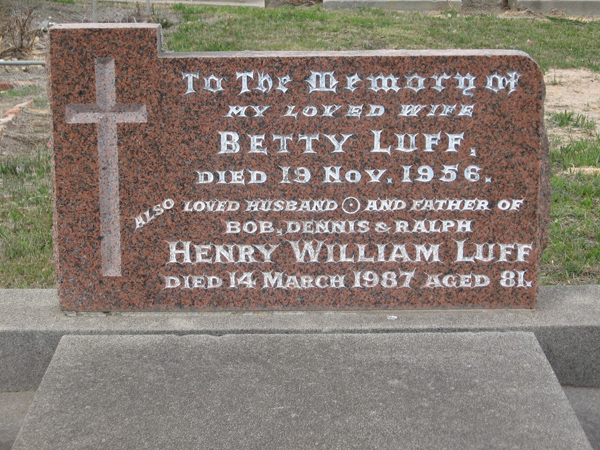 To The Memory of
MY LOVED WIFE
BETTY LUFF,
DIED 19 NOV. 1956.
ALSO LOVED HUSBAND AND FATHER OF
BOB, DENNIS & RALPH
HENRY WILLIAM LUFF
DIED 14 MARCH 1987 AGED 81.